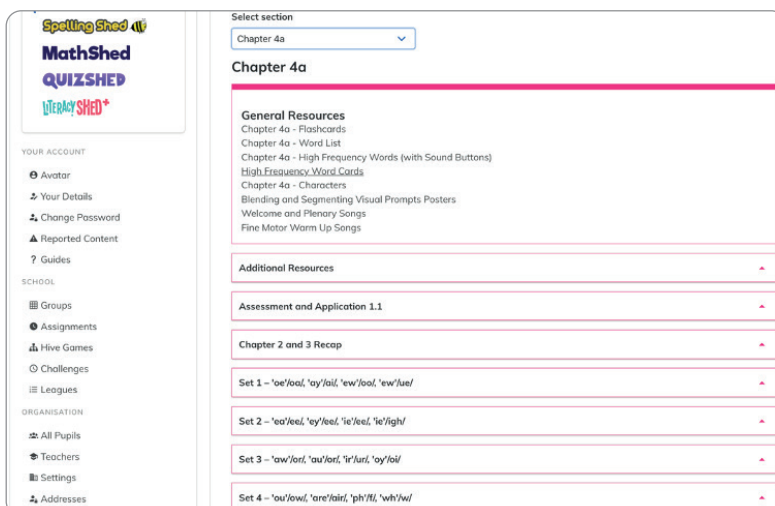 Spelling Shed
MathShed
QUIZSHED
LITERACY SHED+
YOUR ACCOUNT
Avatar
Your Details
Change Password
Reported Content
? Guides
SCHOOL
Groups
Assignments
Hive Games
Challenges
Leagues
ORGANISATION
All Pupils
Teachers
Settings
Addresses
Select section
Chapter 4a
Chapter 4a
General Resources
Chapter 4a - Flashcards
Chapter 4a - Word List
Chapter 4a - High Frequency Words (with Sound Buttons)
High Frequency Word Cards
Chapter 4a - Characters
Blending and Segmenting Visual Prompts Posters
Welcome and Plenary Songs
Fine Motor Warm Up Songs
Additional Resources
Assessment and Application 1.1
Chapter 2 and 3 Recap
Set 1 – 'oe'/oa/, 'ay'/ai/, 'ew'/oo/, 'ew'/ue/
Set 2 – 'ea'/ee/, 'ey'/ee/, 'ie'/ee/, 'ie'/igh/
Set 3 – 'aw'/or/, 'au'/or/, 'ir'/ur/, 'oy'/oi/
Set 4 – 'ou'/ow/, 'are'/air/, 'ph'/f/, 'wh'/w/